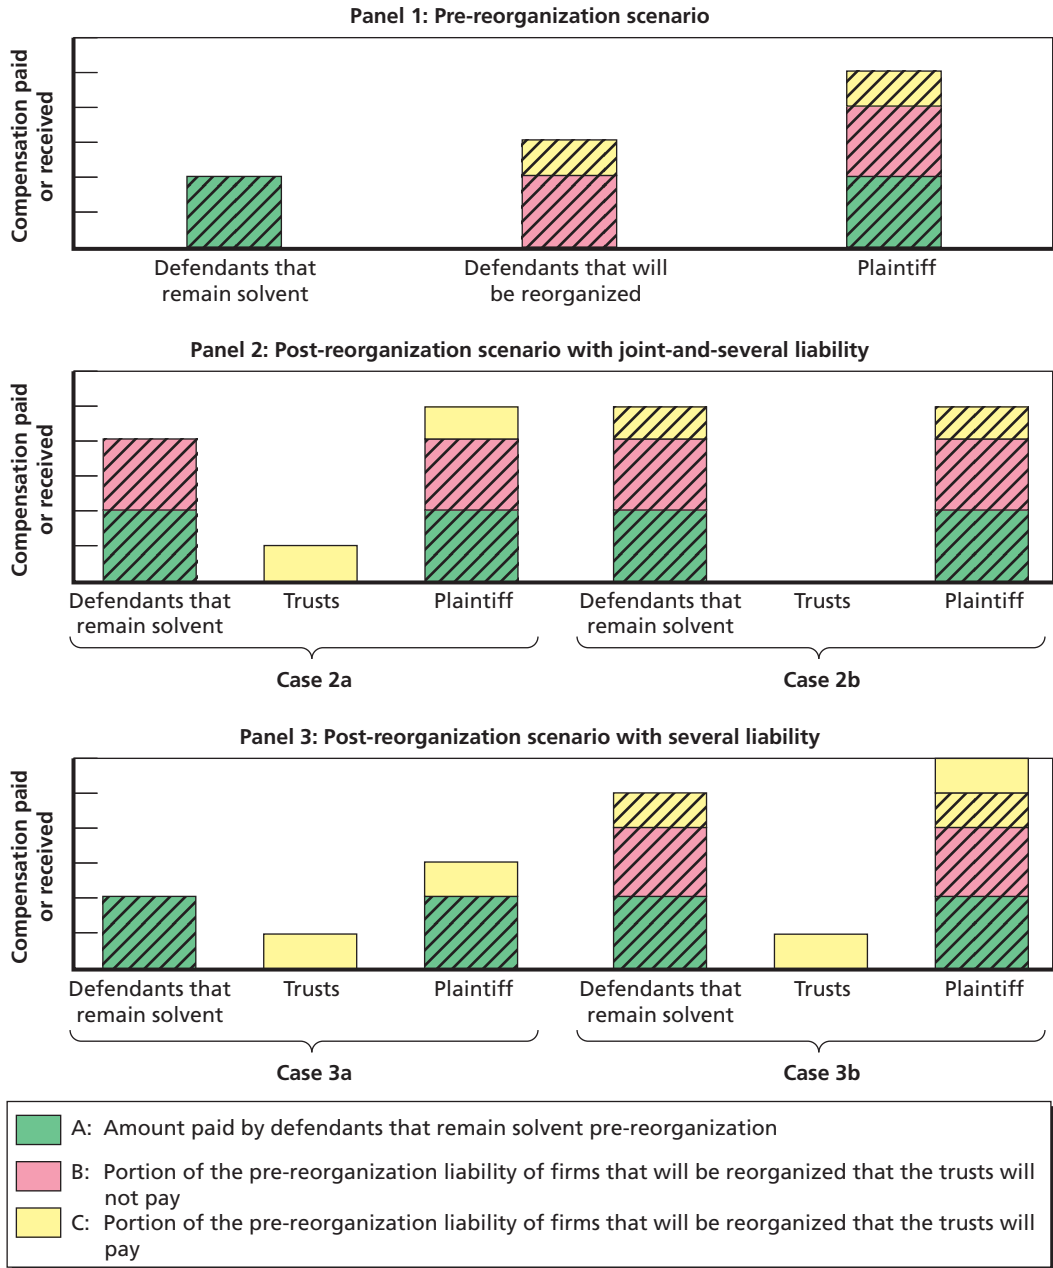 Panel 1: Pre-reorganization scenario
Compensation paid
or received
Defendants that
remain solvent
Defendants that will
be reorganized
Plaintiff
Panel 2: Post-reorganization scenario with joint-and-several liability
Compensation paid
or received
Defendants that
remain solvent
Trusts
Plaintiff
Defendants that
remain solvent
Trusts
Plaintiff
Case 2a
Case 2b
Panel 3: Post-reorganization scenario with several liability
Compensation paid
or received
Defendants that
remain solvent
Trusts
Plaintiff
Defendants that
remain solvent
Trusts
Plaintiff
Case 3a
Case 3b
A: Amount paid by defendants that remain solvent pre-reorganization
B: Portion of the pre-reorganization liability of firms that will be reorganized that the trusts will
not pay
C: Portion of the pre-reorganization liability of firms that will be reorganized that the trusts will
pay